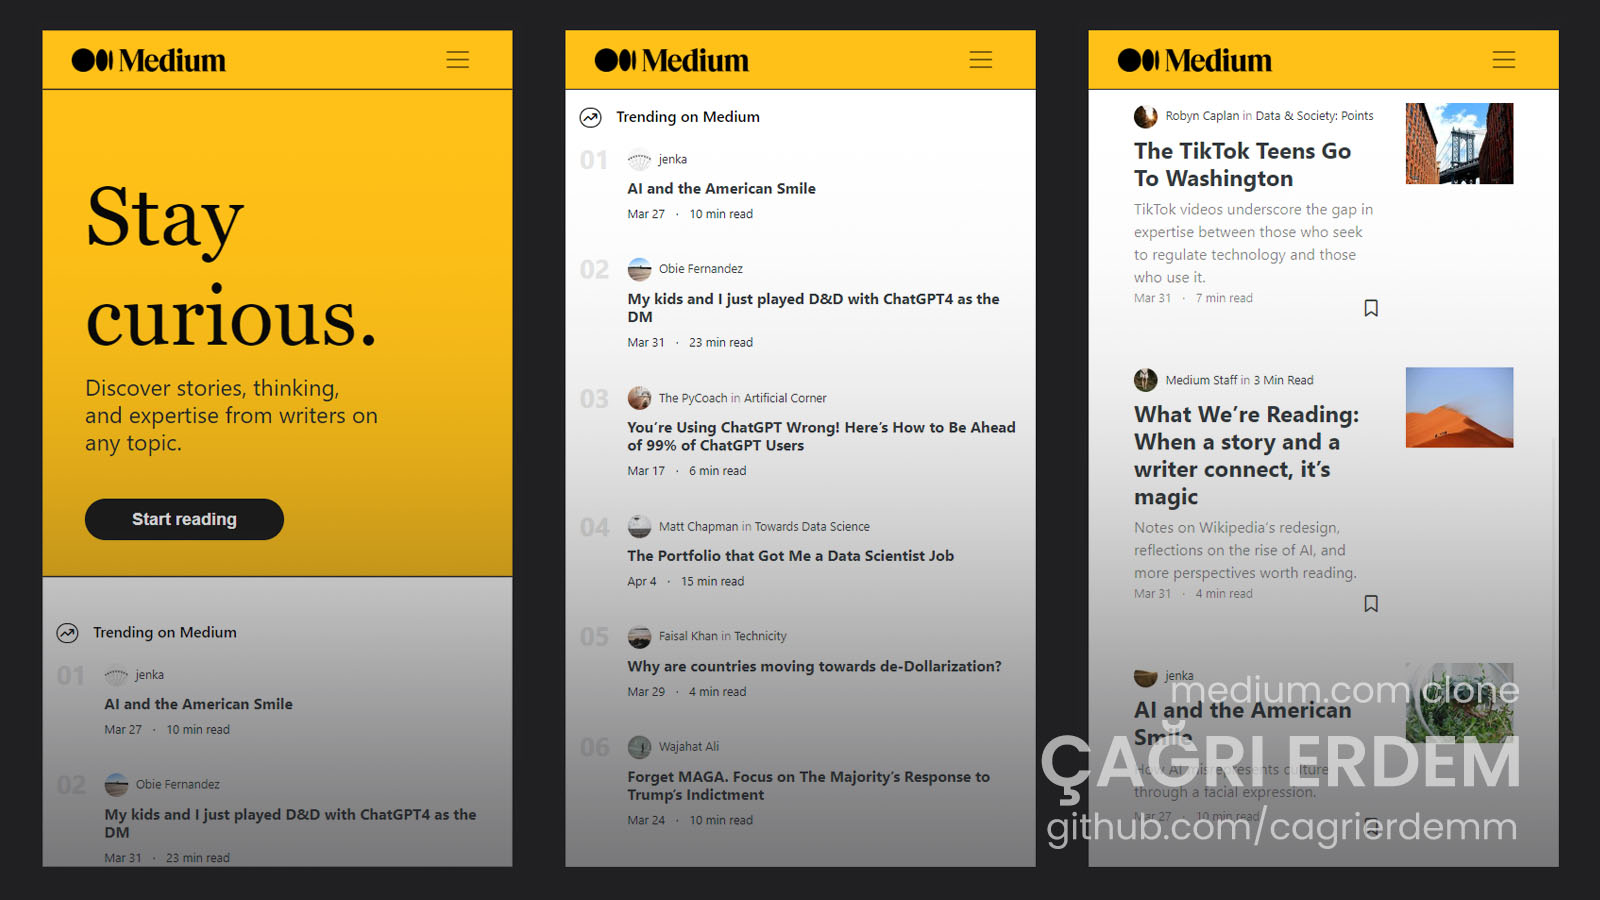 Medium
Stay
curious.
Discover stories, thinking,
and expertise from writers on
any topic.
Start reading
Trending on Medium
01 jenka
AI and the American Smile
Mar 27 · 10 min read
02 Obie Fernandez
My kids and I just played D&D with ChatGPT4 as the
DM
Mar 31 · 23 min read
Medium
Trending on Medium
01 jenka
AI and the American Smile
Mar 27 · 10 min read
02 Obie Fernandez
My kids and I just played D&D with ChatGPT4 as the
DM
Mar 31 · 23 min read
03 The PyCoach in Artificial Corner
You’re Using ChatGPT Wrong! Here’s How to Be Ahead
of 99% of ChatGPT Users
Mar 17 · 6 min read
04 Matt Chapman in Towards Data Science
The Portfolio that Got Me a Data Scientist Job
Apr 4 · 15 min read
05 Faisal Khan in Technicity
Why are countries moving towards de-Dollarization?
Mar 29 · 4 min read
06 Wajahat Ali
Forget MAGA. Focus on The Majority’s Response to
Trump’s Indictment
Mar 24 · 10 min read
Medium
Robyn Caplan in Data & Society: Points
The TikTok Teens Go
To Washington
TikTok videos underscore the gap in
expertise between those who seek
to regulate technology and those
who use it.
Mar 31 · 7 min read
Medium Staff in 3 Min Read
What We’re Reading:
When a story and a
writer connect, it’s
magic
Notes on Wikipedia’s redesign,
reflections on the rise of AI, and
more perspectives worth reading.
Mar 31 · 4 min read
jenka
AI and the American
Smile
How AI misrepresents culture
through a facial expression.
Mar 27 · 10 min read
medium.com clone
ÇAĞRI ERDEM
github.com/cagrierdemm